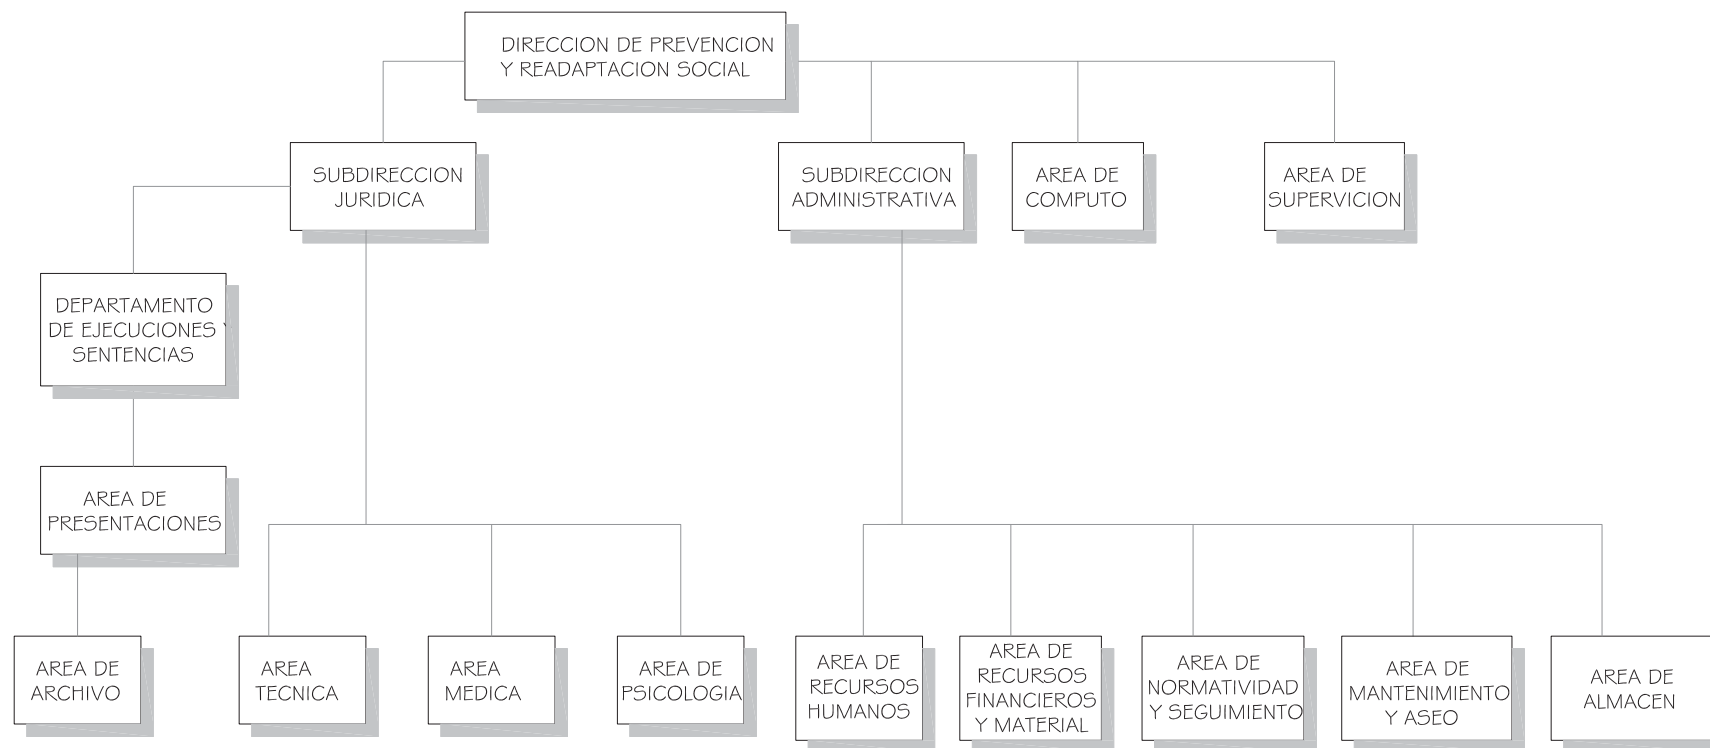 DIRECCION DE PREVENCION
Y READAPTACION SOCIAL
SUBDIRECCION
JURIDICA
SUBDIRECCION
ADMINISTRATIVA
AREA DE
COMPUTO
AREA DE
SUPERVICION
DEPARTAMENTO
DE EJECUCIONES Y
SENTENCIAS
AREA DE
PRESENTACIONES
AREA DE
ARCHIVO
AREA
TECNICA
AREA
MEDICA
AREA DE
PSICOLOGIA
AREA DE
RECURSOS
HUMANOS
AREA DE
RECURSOS
FINANCIEROS
Y MATERIAL
AREA DE
NORMATIVIDAD
Y SEGUIMIENTO
AREA DE
MANTENIMIENTO
Y ASEO
AREA DE
ALMACEN